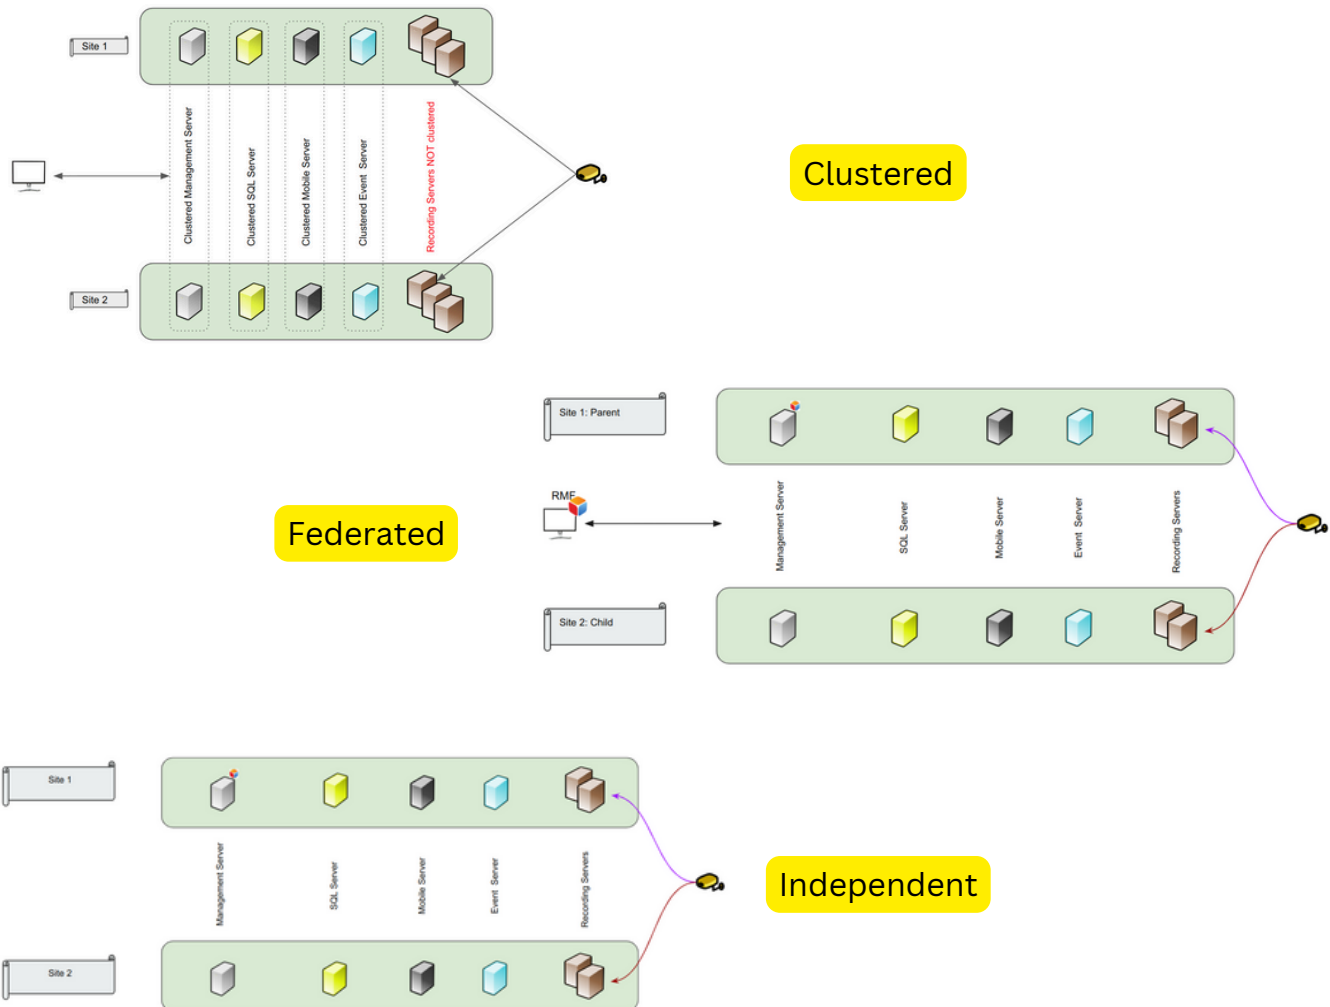 Site 1
Clustered Management Server
Clustered SQL Server
Clustered Mobile Server
Clustered Event Server
Recording Servers NOT clustered
Site 2
Clustered
Site 1: Parent
RMF
Management Server
SQL Server
Mobile Server
Event Server
Recording Servers
Site 2: Child
Federated
Site 1
Management Server
SQL Server
Mobile Server
Event Server
Recording Servers
Site 2
Independent